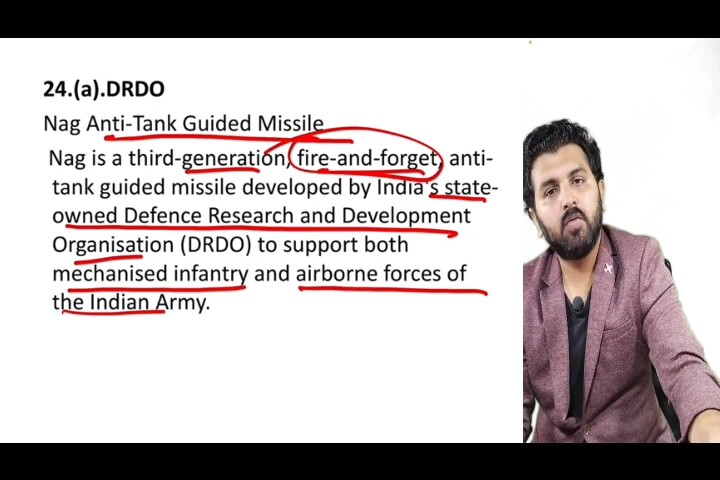 24.(a).DRDO
Nag Anti-Tank Guided Missile
Nag is a third-generation, fire-and-forget, anti-
tank guided missile developed by India's state-
owned Defence Research and Development
Organisation (DRDO) to support both
mechanised infantry and airborne forces of
the Indian Army.